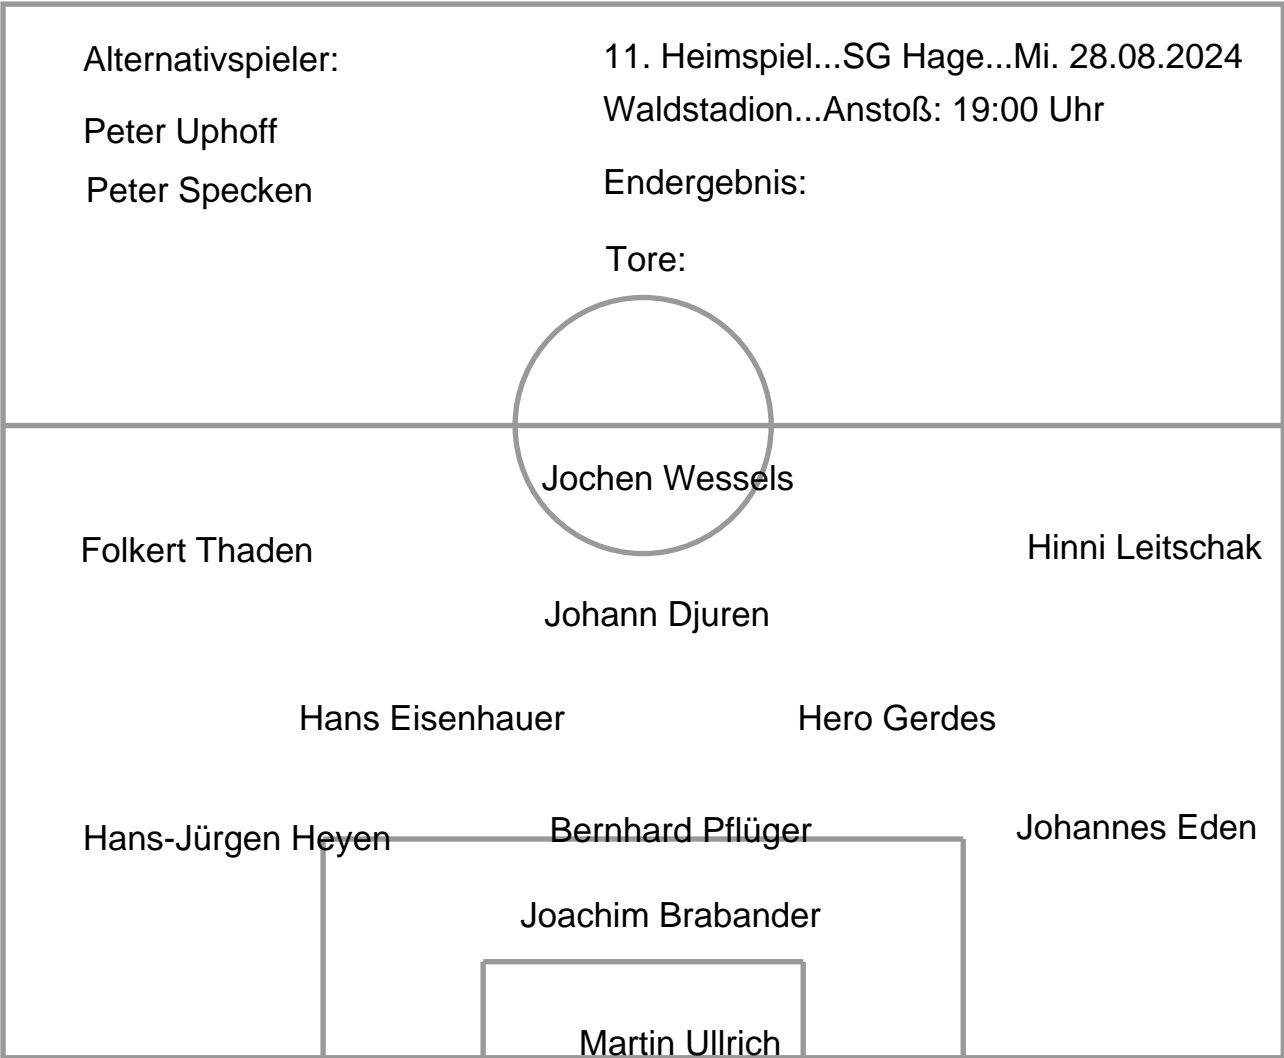 Alternativspieler:
Peter Uphoff
Peter Specken
11. Heimspiel...SG Hage...Mi. 28.08.2024
Waldstadion...Anstoß: 19:00 Uhr
Endergebnis:
Tore:
Jochen Wessels
Folkert Thaden
Hinni Leitschak
Johann Djuren
Hans Eisenhauer
Hero Gerdes
Hans-Jürgen Heyen
Bernhard Pflüger
Johannes Eden
Joachim Brabander
Martin Ullrich